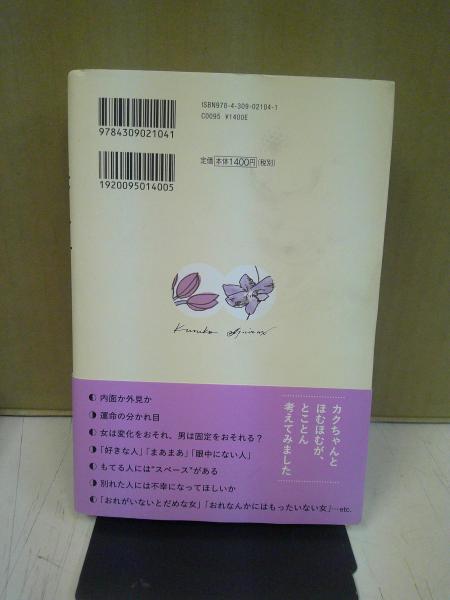 ISBN978-4-309-02104-1
C0095 ¥1400E
9784309021041
定価 本体1400円(税別)
1920095014005
カクちゃんと
ほむほむが、
とことん
考えてみました
内面か外見か
運命の分かれ目
女は変化をおそれ、男は固定をおそれる?
「好きな人」「まあまあ」「眼中にない人」
もてる人には“スペース”がある
別れた人には不幸になってほしいか
「おれがいないとだめな女」「おれなんかにはもったいない女」…etc.